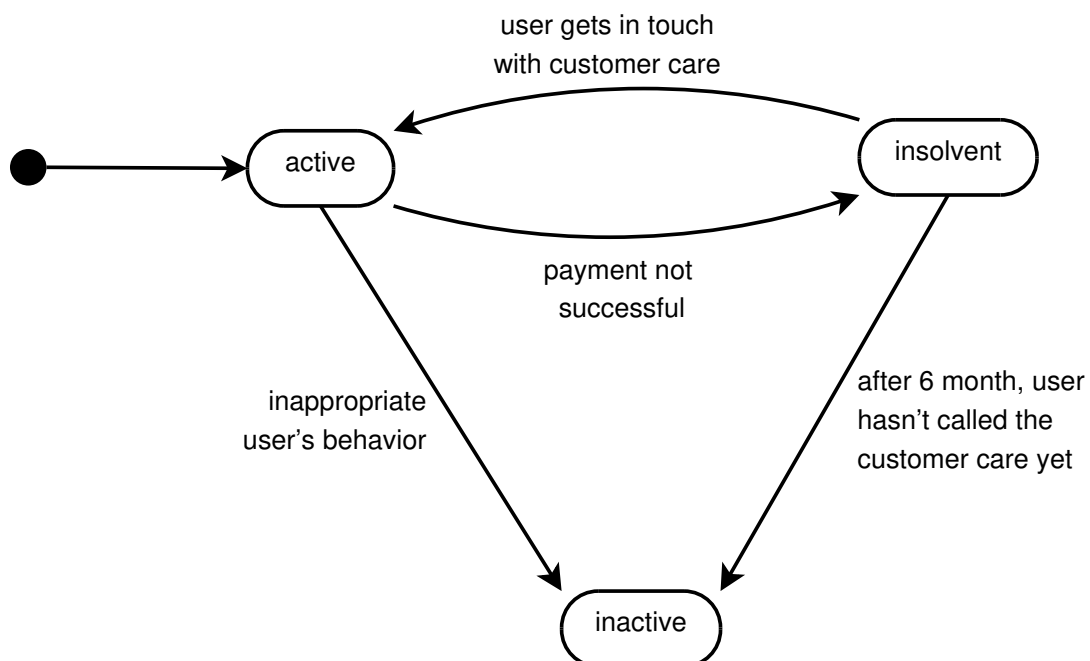 user gets in touch
with customer care
active
insolvent
payment not
successful
inappropriate
user's behavior
after 6 month, user
hasn't called the
customer care yet
inactive